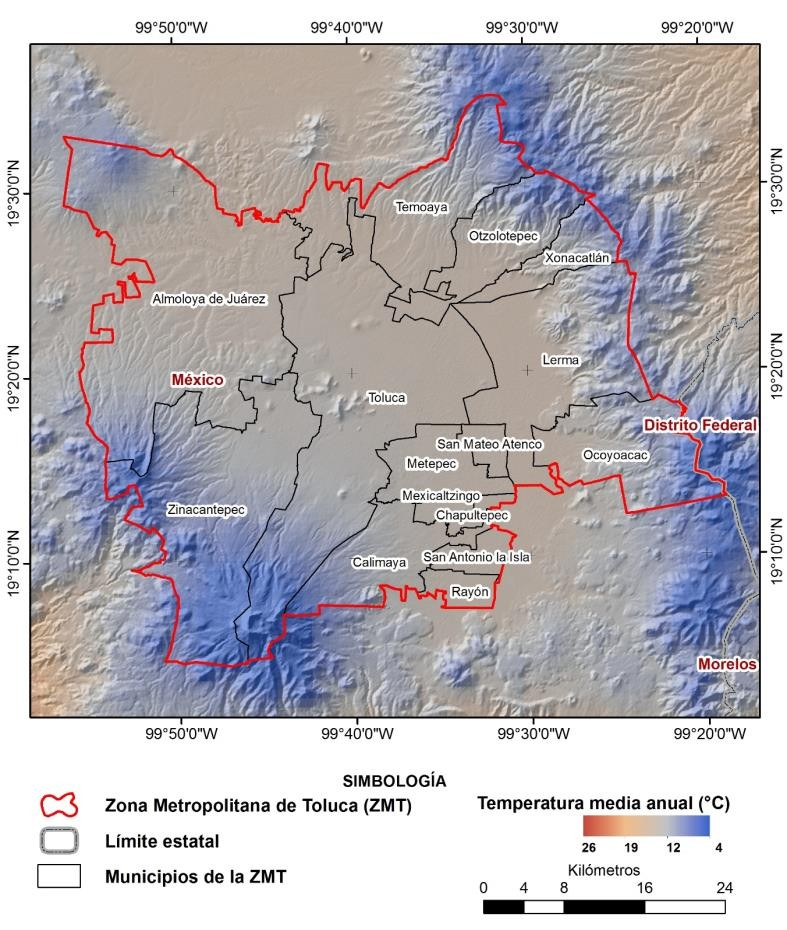 99°50'0"W 99°40'0"W 99°30'0"W 99°20'0"W
19°30'0"N
19°30'0"N
Temoaya
Otzolotepec
Xonacatlán
Almoloya de Juárez
19°20'0"N
19°20'0"N
Lerma
México
Toluca
Distrito Federal
San Mateo Atenco
Ocoyoacac
Metepec
Mexicaltzingo
Zinacantepec
Chapultepec
19°10'0"N
19°10'0"N
Calimaya
San Antonio la Isla
Rayón
Morelos
99°50'0"W 99°40'0"W 99°30'0"W 99°20'0"W
SIMBOLOGÍA
Zona Metropolitana de Toluca (ZMT)
Límite estatal
Municipios de la ZMT
Temperatura media anual (°C)
26 19 12 4
Kilómetros
0 4 8 16 24